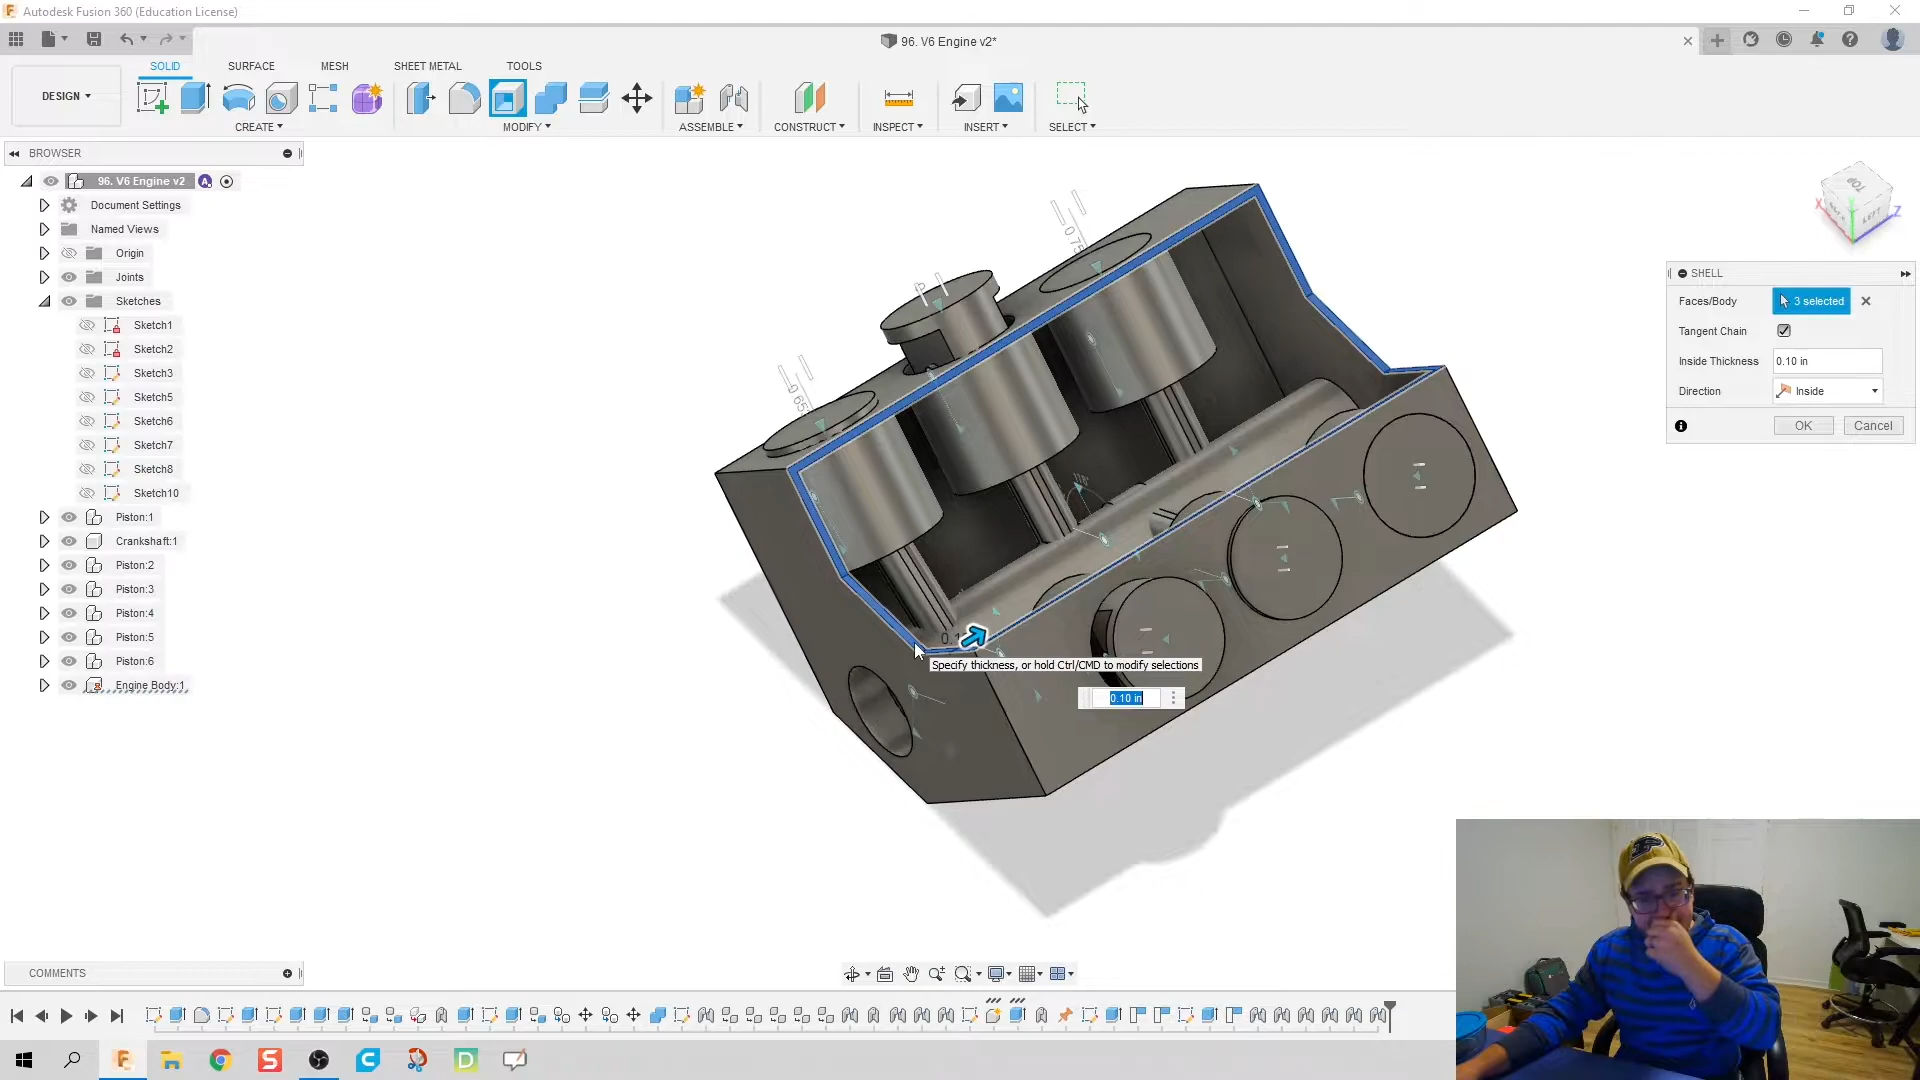 Autodesk Fusion 360 (Education License)
96. V6 Engine v2*
SOLID SURFACE MESH SHEET METAL TOOLS
DESIGN
CREATE MODIFY ASSEMBLE CONSTRUCT INSPECT INSERT SELECT
BROWSER
96. V6 Engine v2
Document Settings
Named Views
Origin
Joints
Sketches
Sketch1
Sketch2
Sketch3
Sketch5
Sketch6
Sketch7
Sketch8
Sketch10
Piston:1
Crankshaft:1
Piston:2
Piston:3
Piston:4
Piston:5
Piston:6
Engine Body:1
TOP
LEFT
X
Z
SHELL
Faces/Body 3 selected
Tangent Chain
Inside Thickness 0.10 in
Direction Inside
OK Cancel
Specify thickness, or hold Ctrl/CMD to modify selections
0.10 in
COMMENTS